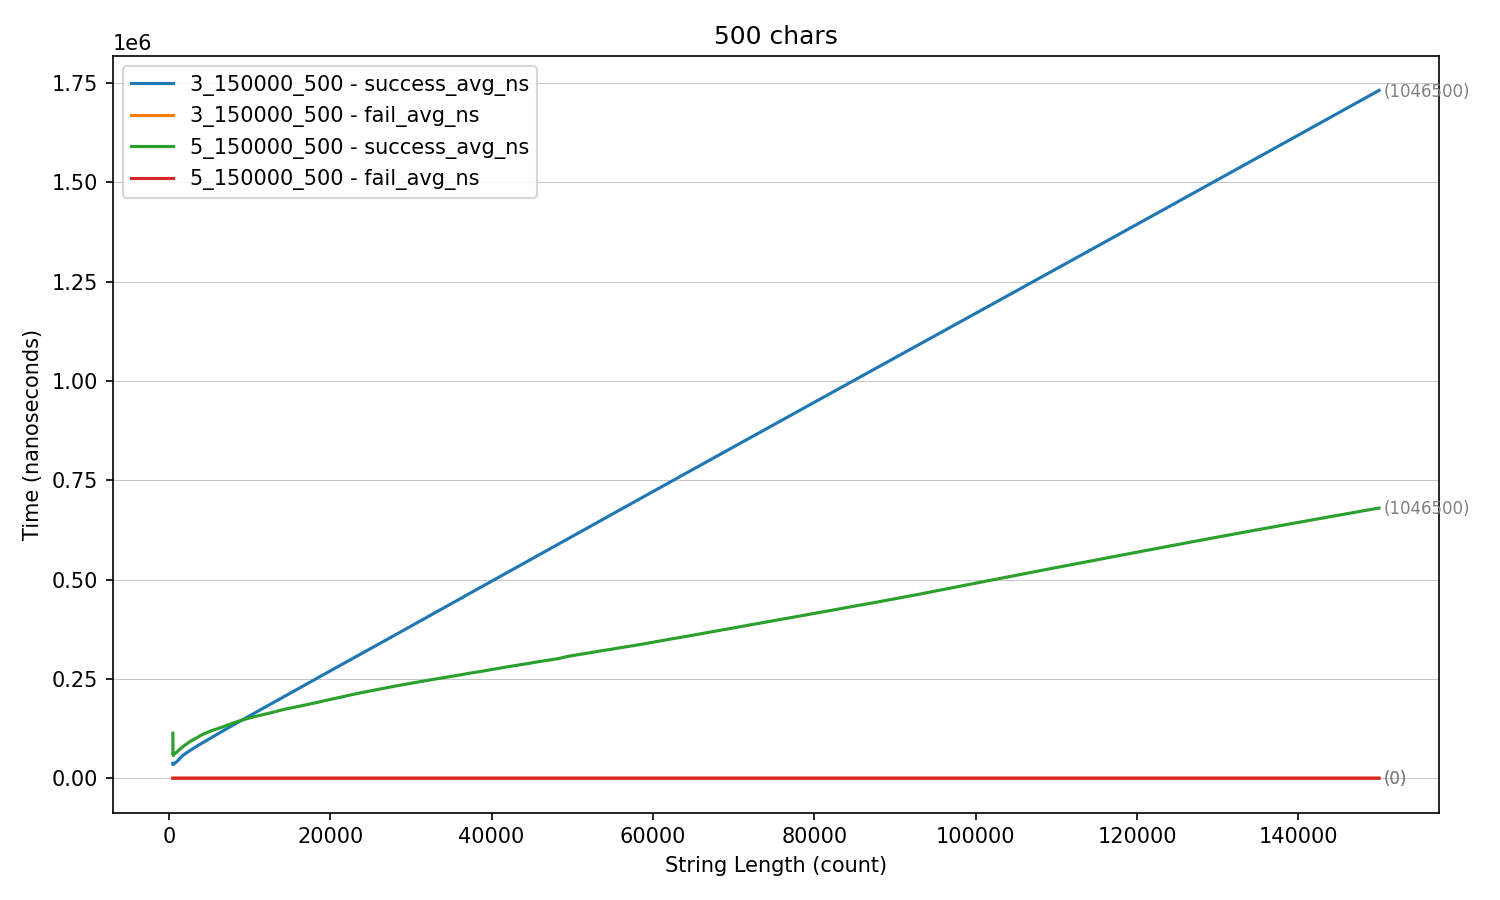 500 chars
1e6
3_150000_500 - success_avg_ns
3_150000_500 - fail_avg_ns
5_150000_500 - success_avg_ns
5_150000_500 - fail_avg_ns
1.75
1.50
1.25
1.00
0.75
0.50
0.25
0.00
Time (nanoseconds)
(1046500)
(1046500)
(0)
0
20000
40000
60000
80000
100000
120000
140000
String Length (count)